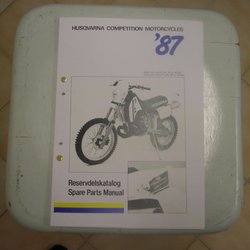 HUSQVARNA COMPETITION MOTORCYCLES
'87
Reservdelskatalog
Spare Parts Manual